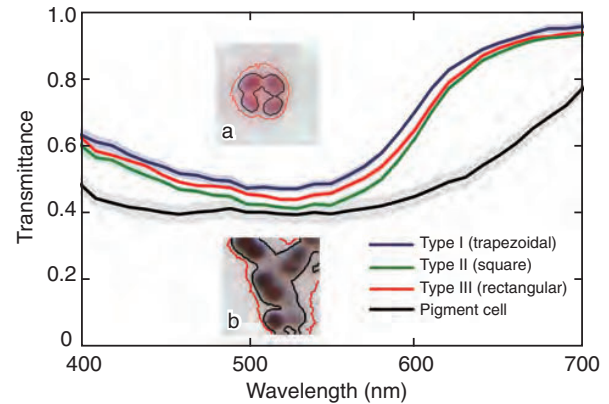 1.0
0.8
0.6
0.4
0.2
0
Transmittance
a
b
Type I (trapezoidal)
Type II (square)
Type III (rectangular)
Pigment cell
400 500 600 700
Wavelength (nm)